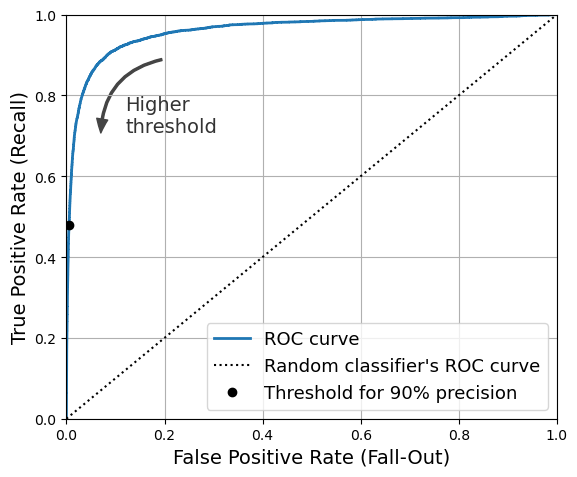 1.0
0.8
0.6
0.4
0.2
0.0
0.0
0.2
0.4
0.6
0.8
1.0
True Positive Rate (Recall)
False Positive Rate (Fall-Out)
Higher
threshold
ROC curve
Random classifier's ROC curve
Threshold for 90% precision